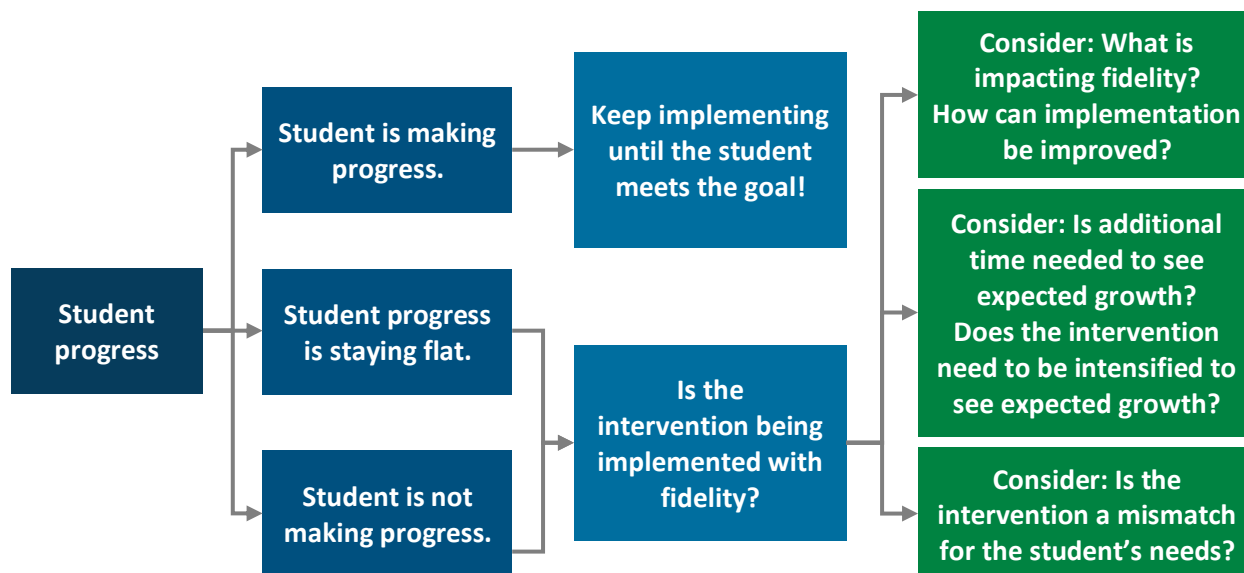 Student
progress
Student is making
progress.
Student progress
is staying flat.
Student is not
making progress.
Keep implementing
until the student
meets the goal!
Is the
intervention being
implemented with
fidelity?
Consider: What is
impacting fidelity?
How can implementation
be improved?
Consider: Is additional
time needed to see
expected growth?
Does the intervention
need to be intensified to
see expected growth?
Consider: Is the
intervention a mismatch
for the student’s needs?